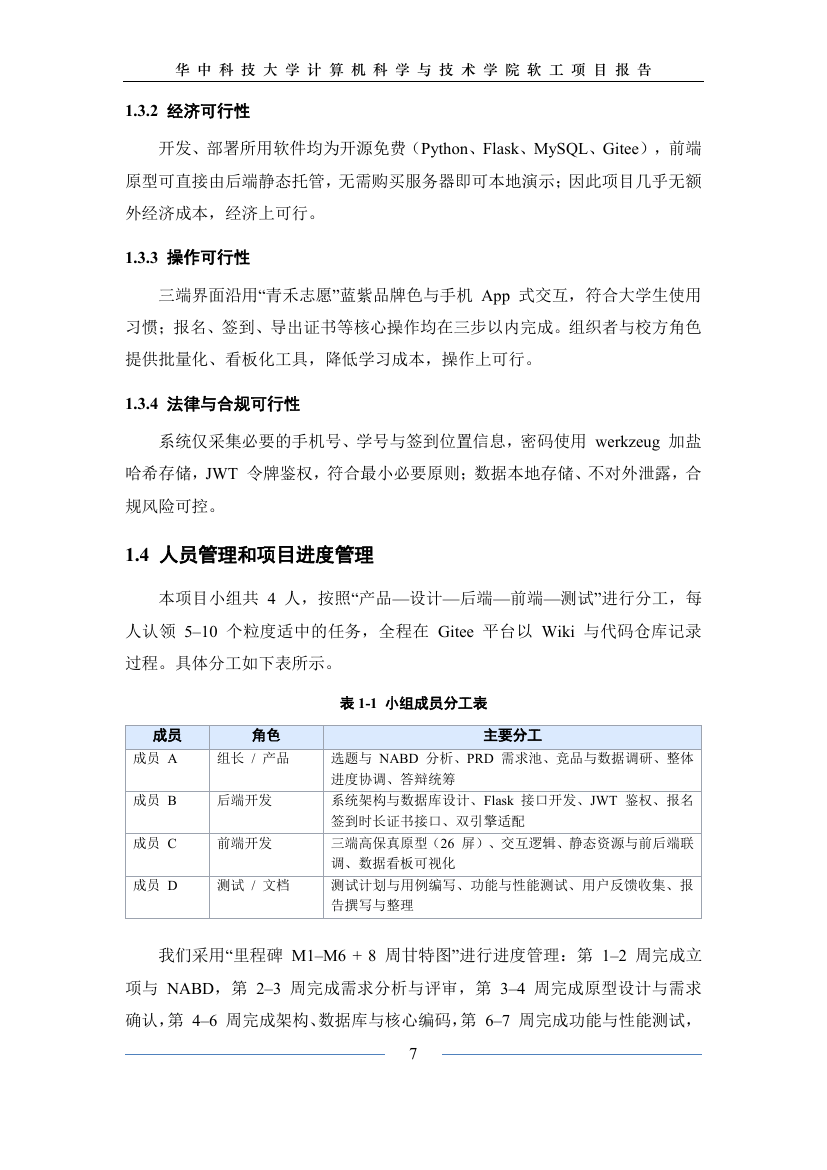 华中科技大学计算机科学与技术学院软工项目报告
1.3.2 经济可行性
开发、部署所用软件均为开源免费（Python、Flask、MySQL、Gitee），前端
原型可直接由后端静态托管，无需购买服务器即可本地演示；因此项目几乎无额
外经济成本，经济上可行。
1.3.3 操作可行性
三端界面沿用“青禾志愿”蓝紫品牌色与手机 App 式交互，符合大学生使用
习惯；报名、签到、导出证书等核心操作均在三步以内完成。组织者与校方角色
提供批量化、看板化工具，降低学习成本，操作上可行。
1.3.4 法律与合规可行性
系统仅采集必要的手机号、学号与签到位置信息，密码使用 werkzeug 加盐
哈希存储，JWT 令牌鉴权，符合最小必要原则；数据本地存储、不对外泄露，合
规风险可控。
1.4 人员管理和项目进度管理
本项目小组共 4 人，按照“产品—设计—后端—前端—测试”进行分工，每
人认领 5–10 个粒度适中的任务，全程在 Gitee 平台以 Wiki 与代码仓库记录
过程。具体分工如下表所示。
表 1-1 小组成员分工表
成员 角色 主要分工
成员 A 组长 / 产品 选题与 NABD 分析、PRD 需求池、竞品与数据调研、整体
进度协调、答辩统筹
成员 B 后端开发 系统架构与数据库设计、Flask 接口开发、JWT 鉴权、报名
签到时长证书接口、双引擎适配
成员 C 前端开发 三端高保真原型（26 屏）、交互逻辑、静态资源与前后端联
调、数据看板可视化
成员 D 测试 / 文档 测试计划与用例编写、功能与性能测试、用户反馈收集、报
告撰写与整理
我们采用“里程碑 M1–M6 + 8 周甘特图”进行进度管理：第 1–2 周完成立
项与 NABD，第 2–3 周完成需求分析与评审，第 3–4 周完成原型设计与需求
确认，第 4–6 周完成架构、数据库与核心编码，第 6–7 周完成功能与性能测试，
7